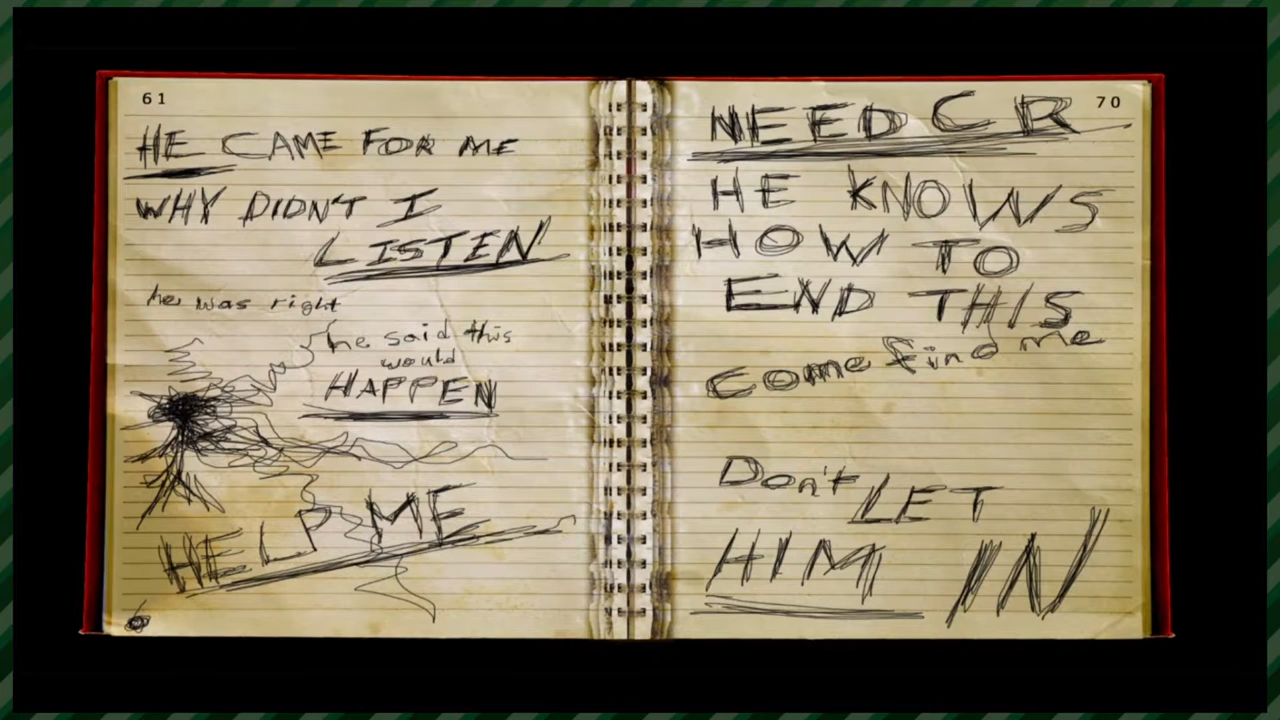 61
HE CAME FOR ME
WHY DIDN'T I
LISTEN
he was right
he said this
would
HAPPEN
HELP ME
70
NEED CR
HE KNOWS
HOW TO
END THIS
Come find me
Don't LET
HIM IN